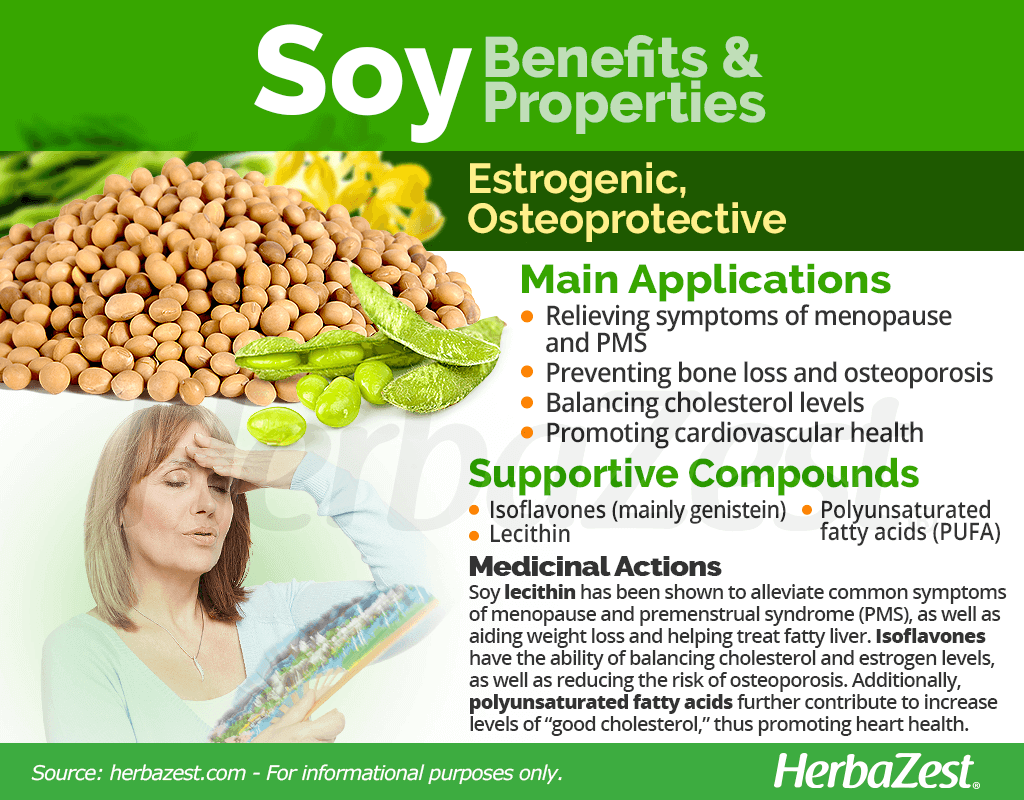 Soy Benefits &
Properties
Estrogenic,
Osteoprotective
Main Applications
Relieving symptoms of menopause
and PMS
Preventing bone loss and osteoporosis
Balancing cholesterol levels
Promoting cardiovascular health
Supportive Compounds
Isoflavones (mainly genistein)
Lecithin
Polyunsaturated
fatty acids (PUFA)
Medicinal Actions
Soy lecithin has been shown to alleviate common symptoms
of menopause and premenstrual syndrome (PMS), as well as
aiding weight loss and helping treat fatty liver. Isoflavones
have the ability of balancing cholesterol and estrogen levels,
as well as reducing the risk of osteoporosis. Additionally,
polyunsaturated fatty acids further contribute to increase
levels of “good cholesterol,” thus promoting heart health.
HerbaZest
Source: herbazest.com - For informational purposes only.
HerbaZest®